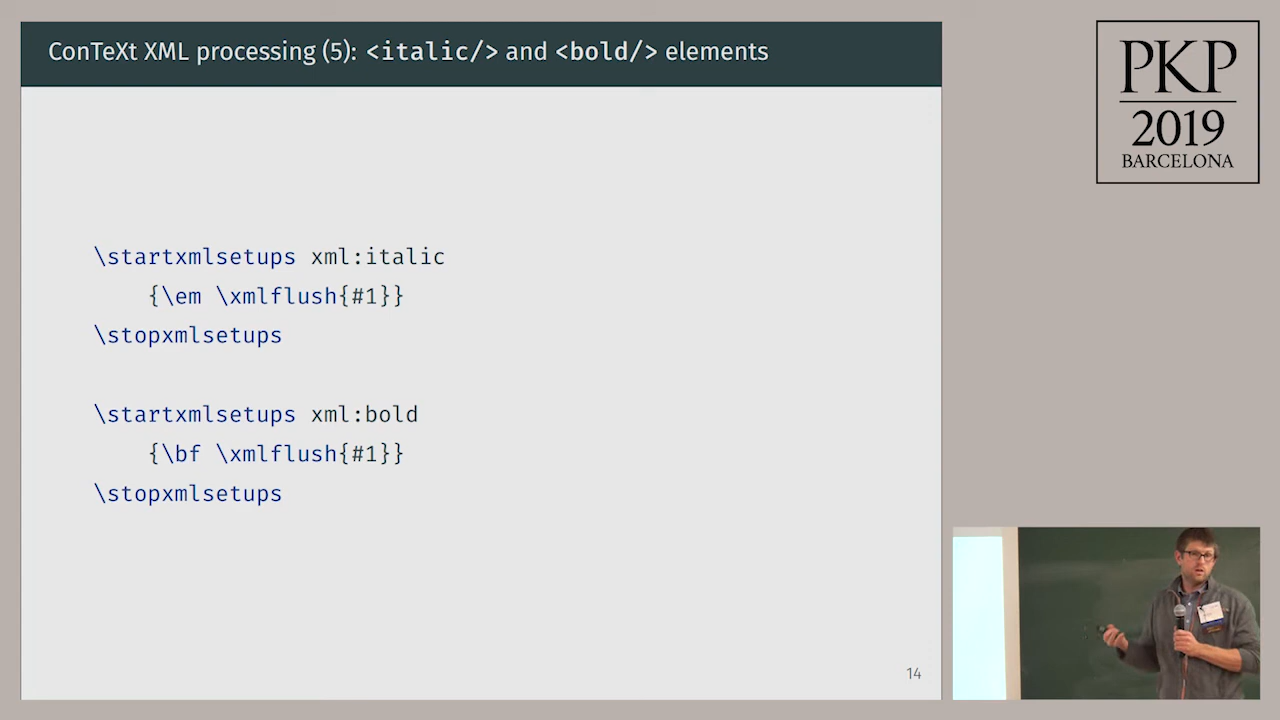 ConTeXt XML processing (5): <italic/> and <bold/> elements
PKP
2019
BARCELONA
\startxmlsetups xml:italic
{\em \xmlflush{#1}}
\stopxmlsetups
\startxmlsetups xml:bold
{\bf \xmlflush{#1}}
\stopxmlsetups
14